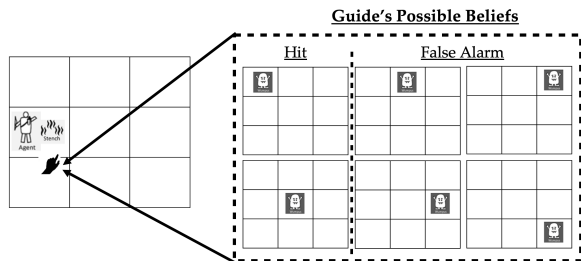 Guide's Possible Beliefs
Hit
False Alarm
Agent
Stench